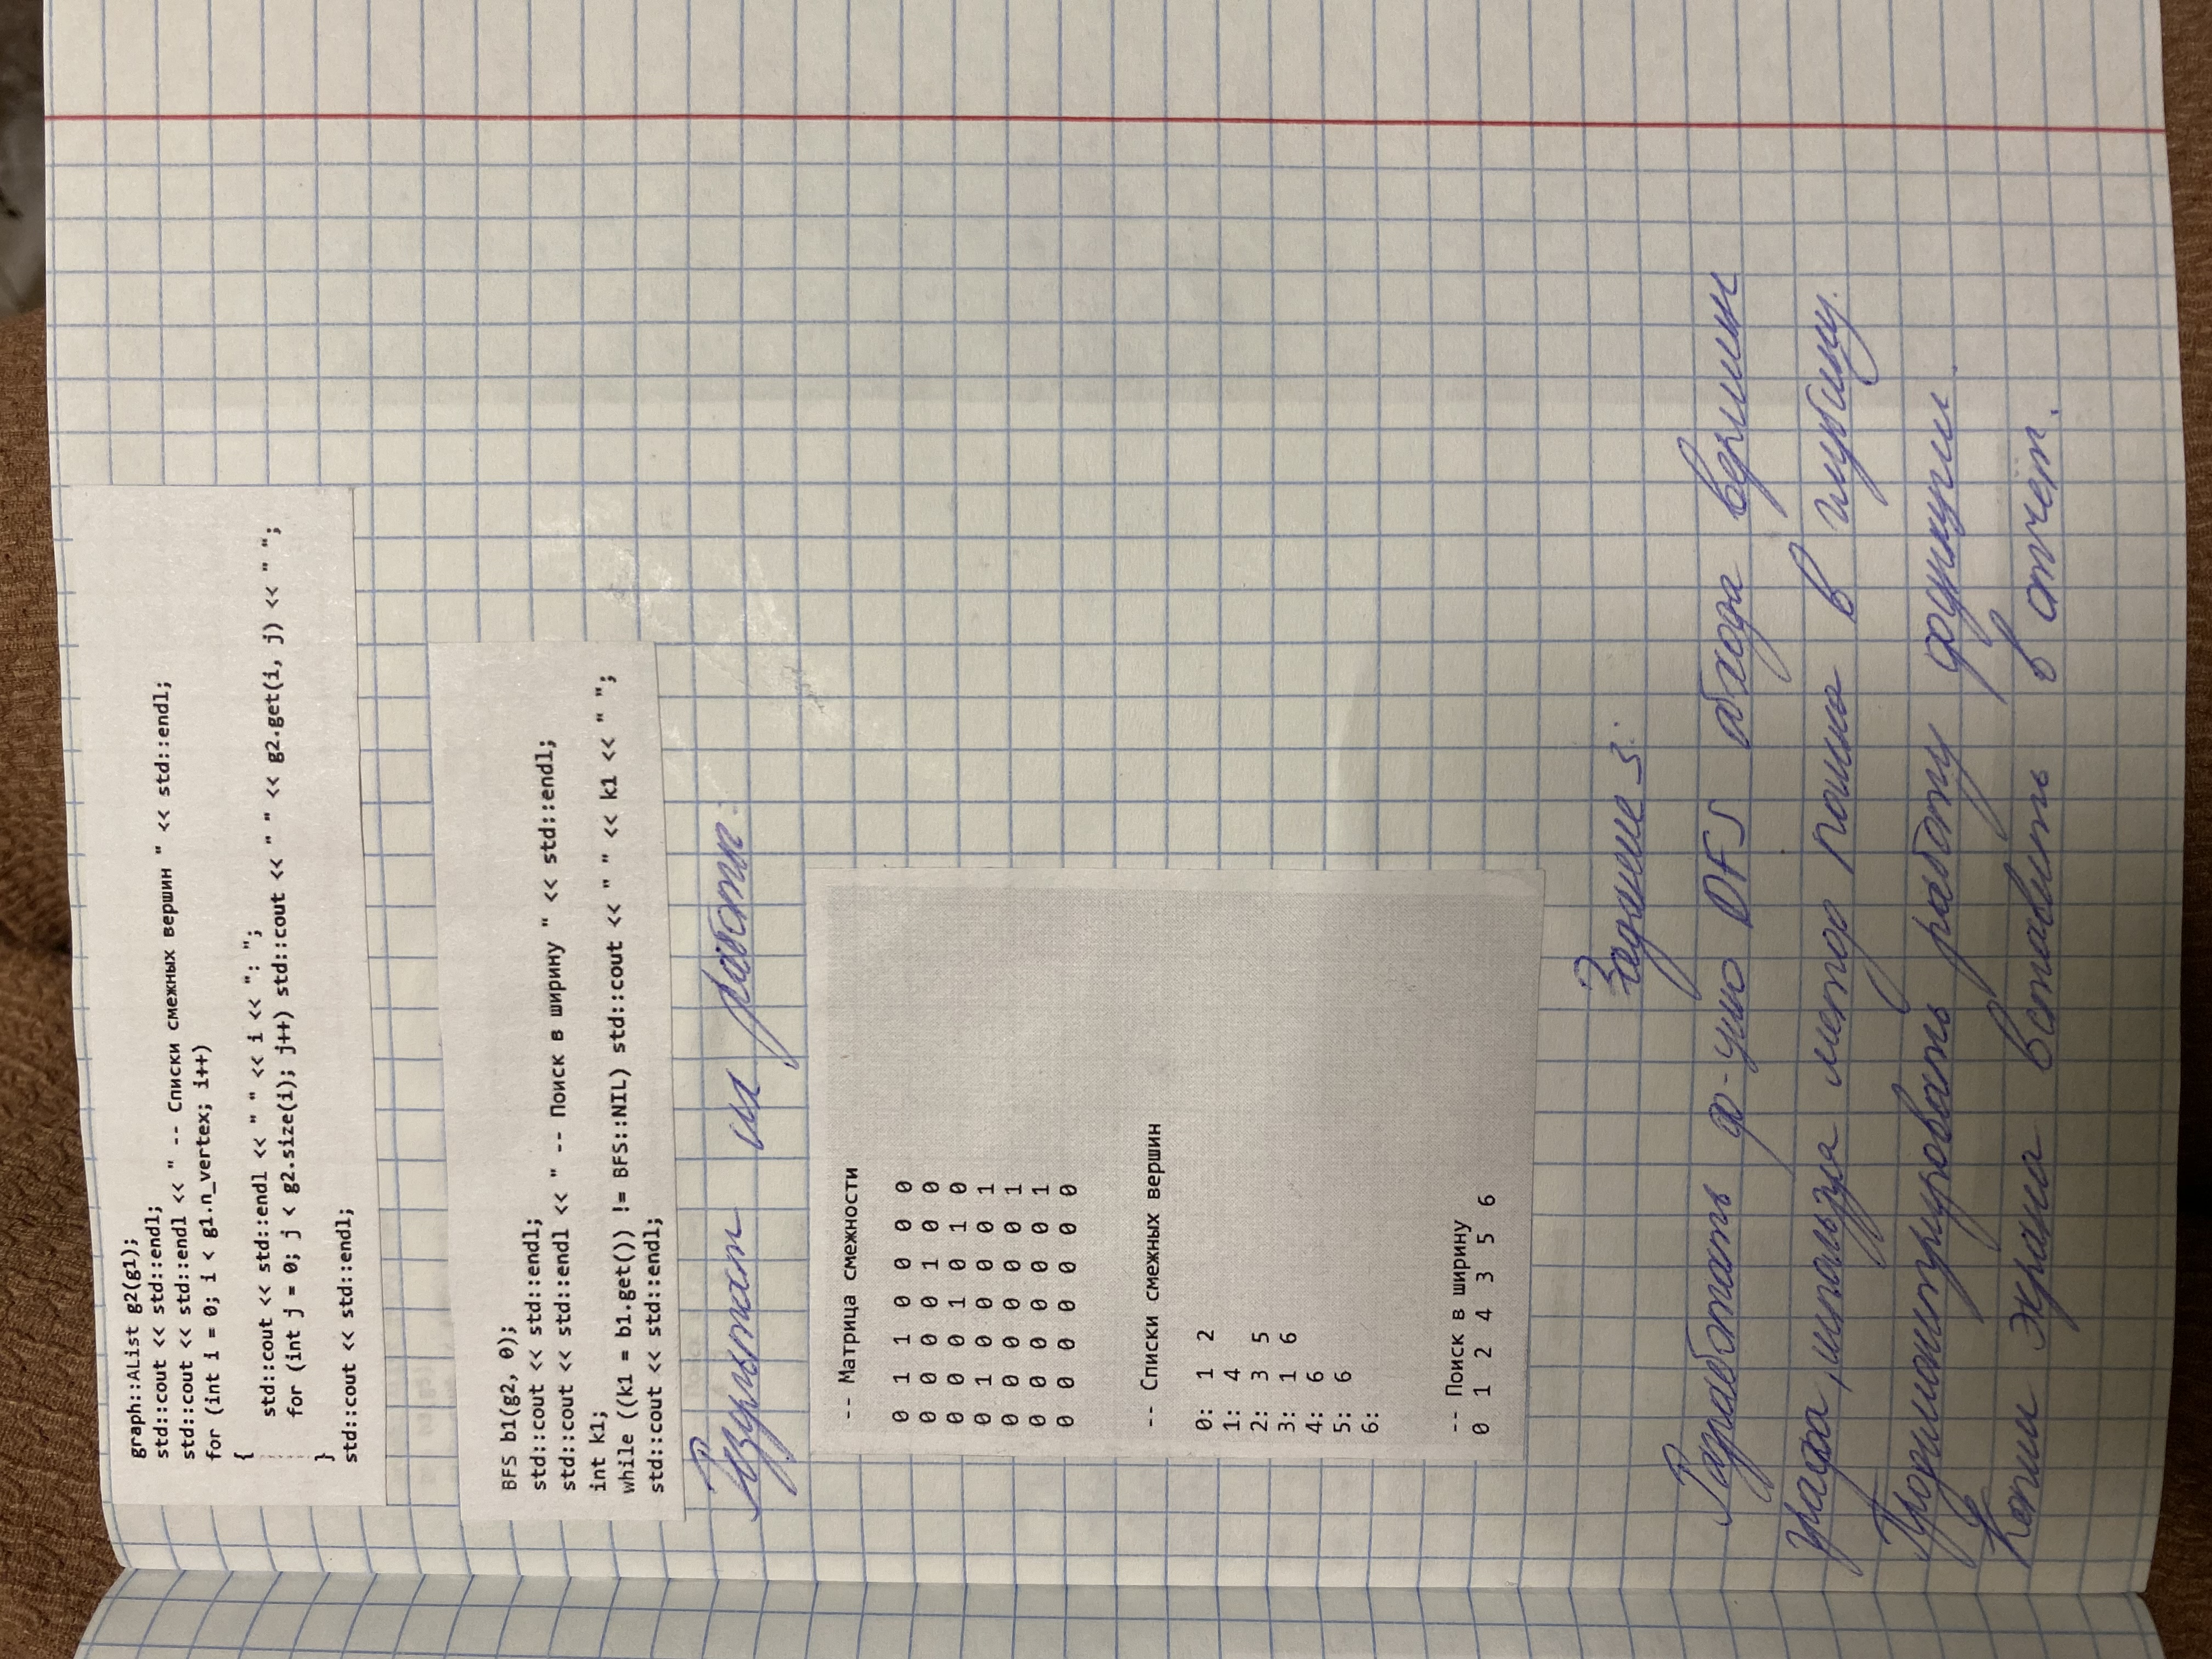 graph::AList g2(g1);
std::cout << std::endl;
std::cout << std::endl << " -- Списки смежных вершин " << std::endl;
for (int i = 0; i < g1.n_vertex; i++)
{
std::cout << std::endl << " " << i << ": ";
for (int j = 0; j < g2.size(i); j++) std::cout << " " << g2.get(i, j) << " ";
}
std::cout << std::endl;
BFS b1(g2, 0);
std::cout << std::endl;
std::cout << std::endl << " -- Поиск в ширину " << std::endl;
int k1;
while ((k1 = b1.get()) != BFS::NIL) std::cout << " " << k1 << " ";
std::cout << std::endl;
Результат их работы:
-- Матрица смежности
0 1 1 0 0 0 0
0 0 0 0 1 0 0
0 0 0 1 0 1 0
0 1 0 0 0 0 1
0 0 0 0 0 0 1
0 0 0 0 0 0 1
0 0 0 0 0 0 0
-- Списки смежных вершин
0: 1 2
1: 4
2: 3 5
3: 1 6
4: 6
5: 6
6:
-- Поиск в ширину
0 1 2 4 3 5 6
Задание 3:
Разработать ф-цию DFS обхода вершин
графа, используя метод поиска в глубину.
Продемонстрировать работу функции.
Копии экрана вставить в отчёт.